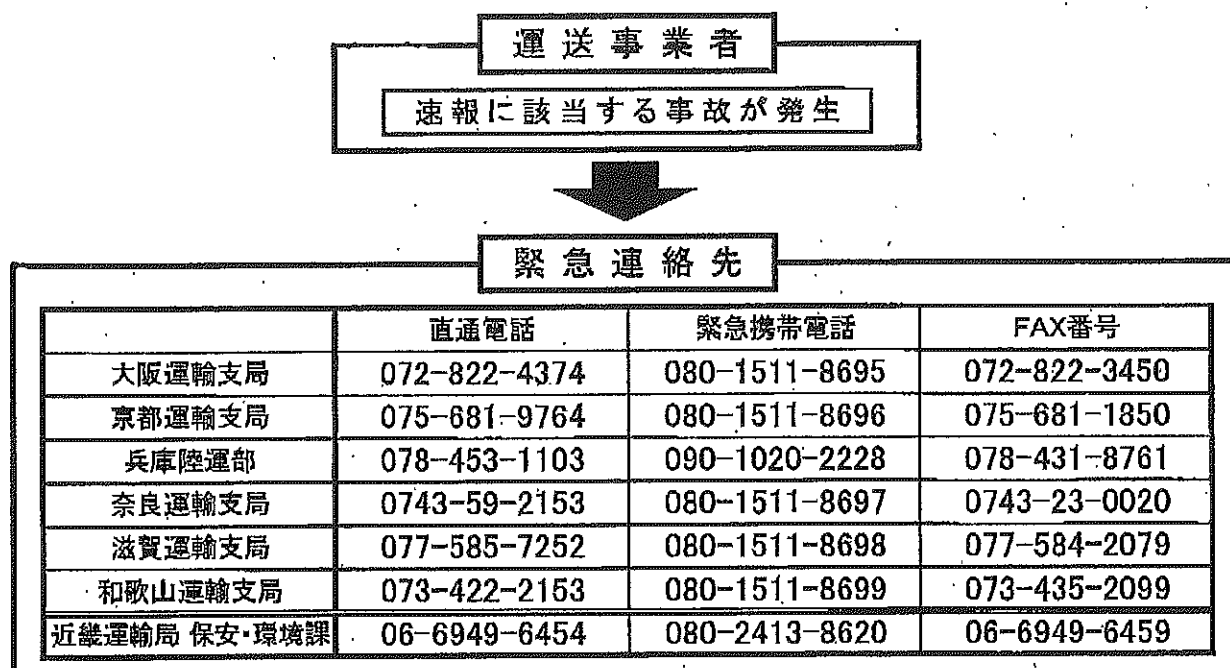 運送事業者
速報に該当する事故が発生
緊急連絡先
直通電話 緊急携帯電話 FAX番号
大阪運輸支局 072-822-4374 080-1511-8695 072-822-3450
京都運輸支局 075-681-9764 080-1511-8696 075-681-1850
兵庫陸運部 078-453-1103 090-1020-2228 078-431-8761
奈良運輸支局 0743-59-2153 080-1511-8697 0743-23-0020
滋賀運輸支局 077-585-7252 080-1511-8698 077-584-2079
和歌山運輸支局 073-422-2153 080-1511-8699 073-435-2099
近畿運輸局 保安・環境課 06-6949-6454 080-2413-8620 06-6949-6459